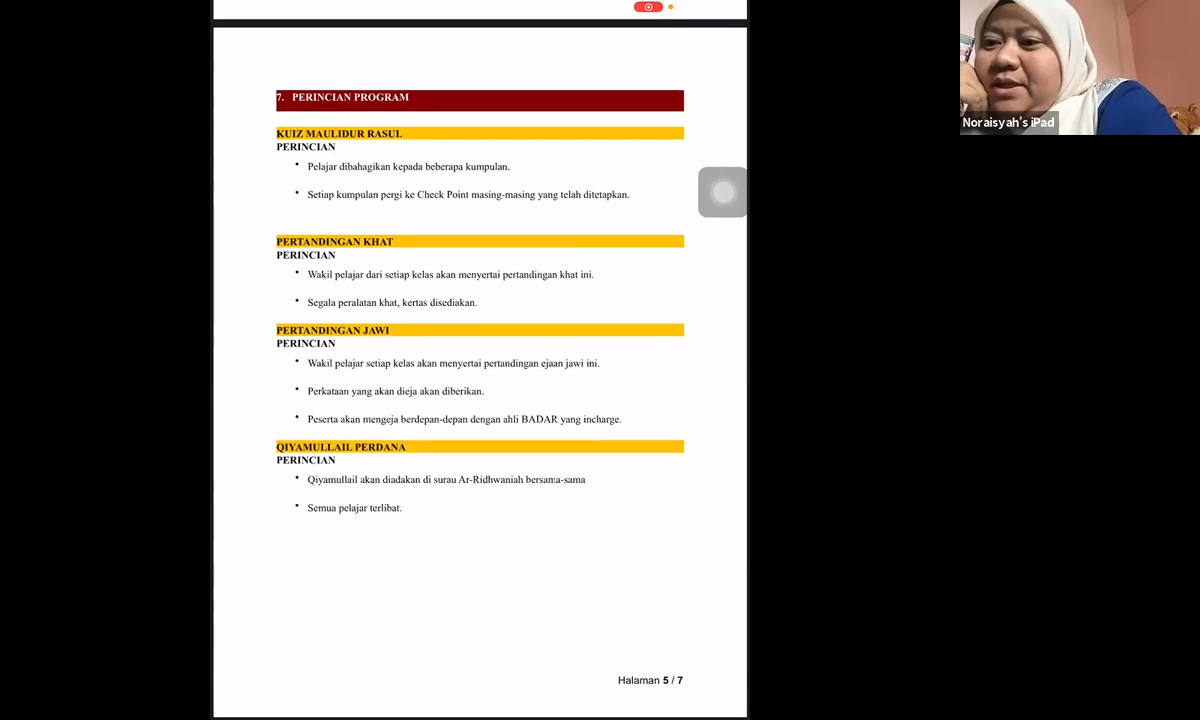 7. PERINCIAN PROGRAM
KUIZ MAULIDUR RASUL
PERINCIAN
• Pelajar dibahagikan kepada beberapa kumpulan.
• Setiap kumpulan pergi ke Check Point masing-masing yang telah ditetapkan.
PERTANDINGAN KHAT
PERINCIAN
• Wakil pelajar dari setiap kelas akan menyertai pertandingan khat ini.
• Segala peralatan khat, kertas disediakan.
PERTANDINGAN JAWI
PERINCIAN
• Wakil pelajar setiap kelas akan menyertai pertandingan ejaan jawi ini.
• Perkataan yang akan dieja akan diberikan.
• Peserta akan mengeja berdepan-depan dengan ahli BADAR yang incharge.
QIYAMULLAIL PERDANA
PERINCIAN
• Qiyamullail akan diadakan di surau Ar-Ridhwaniah bersama-sama
• Semua pelajar terlibat.
Halaman 5 / 7
Noraisyah's iPad